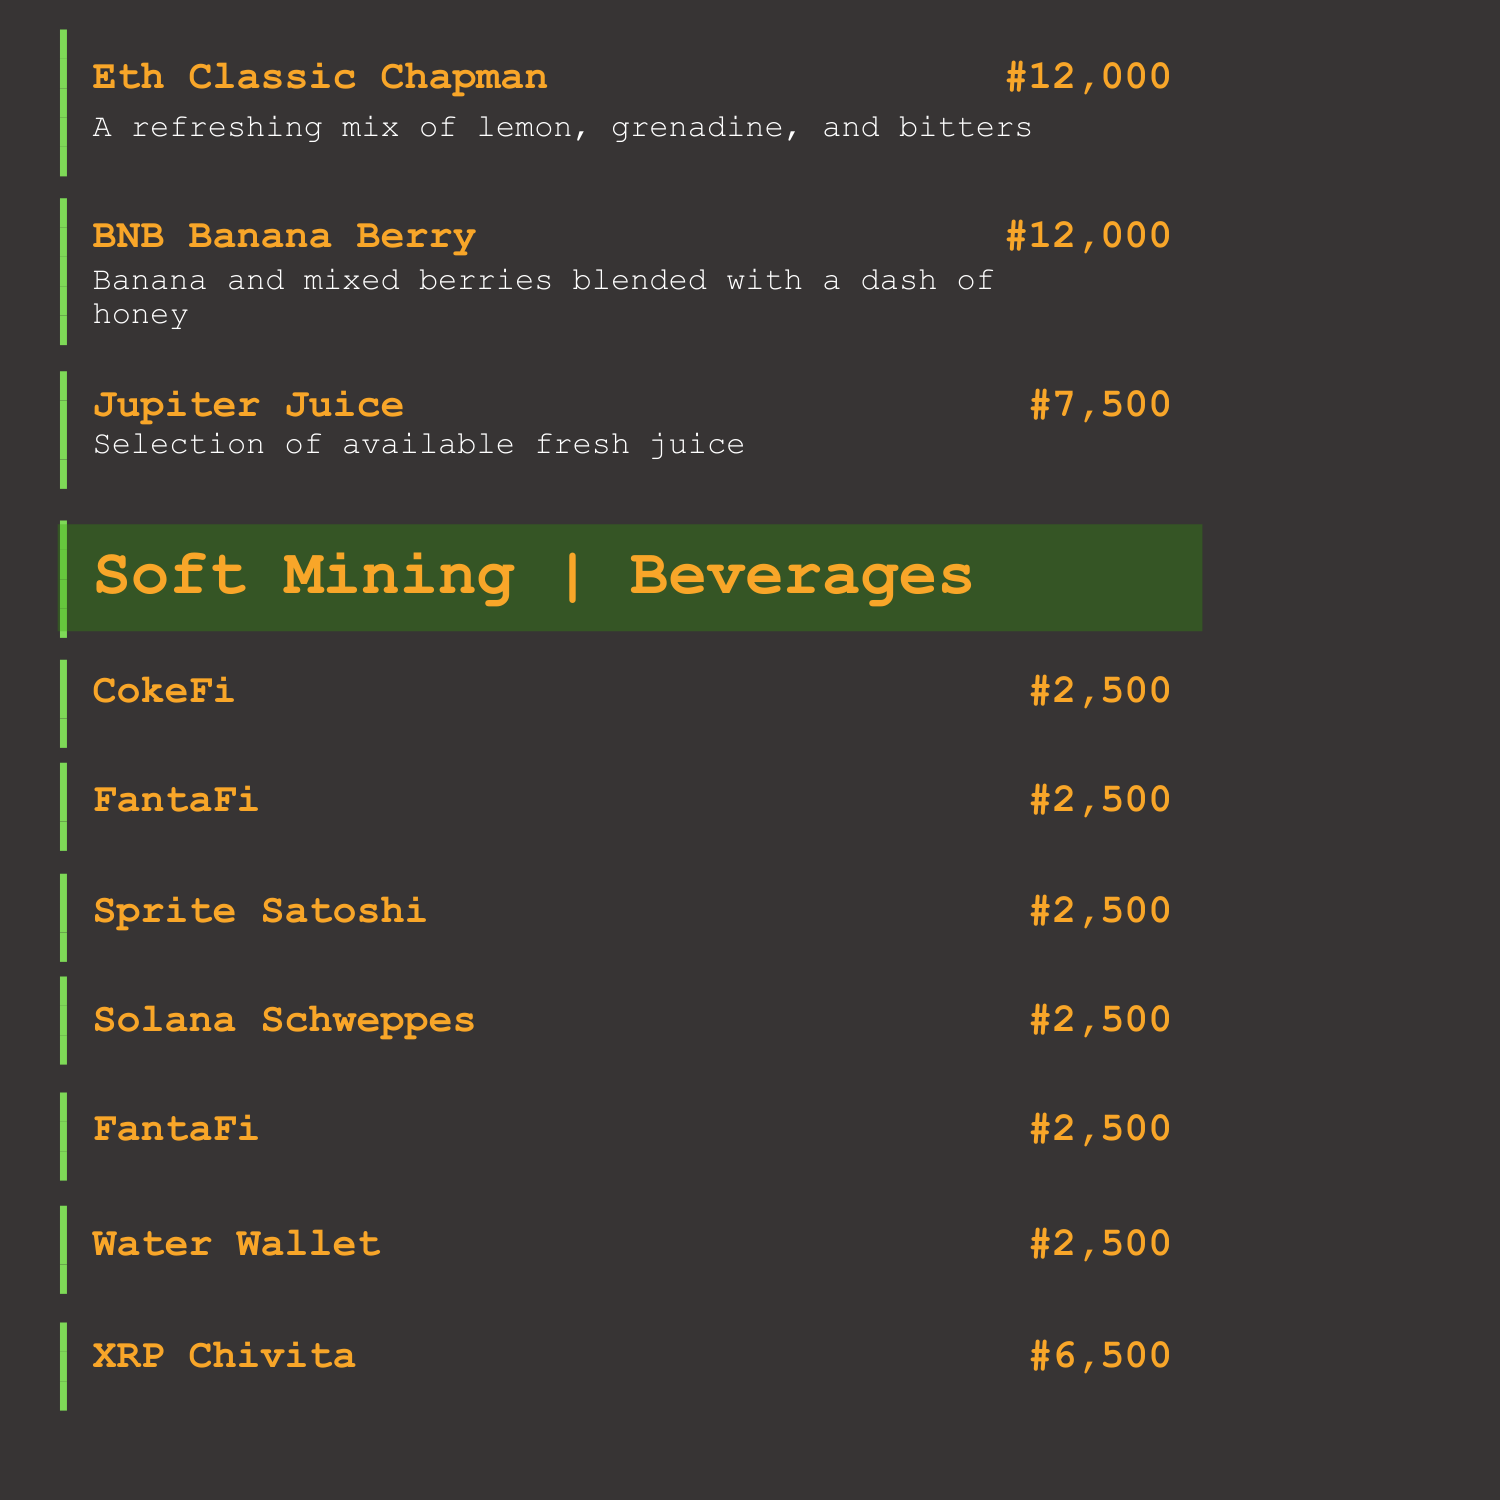 Eth Classic Chapman #12,000
A refreshing mix of lemon, grenadine, and bitters
BNB Banana Berry #12,000
Banana and mixed berries blended with a dash of
honey
Jupiter Juice #7,500
Selection of available fresh juice
Soft Mining | Beverages
CokeFi #2,500
FantaFi #2,500
Sprite Satoshi #2,500
Solana Schweppes #2,500
FantaFi #2,500
Water Wallet #2,500
XRP Chivita #6,500